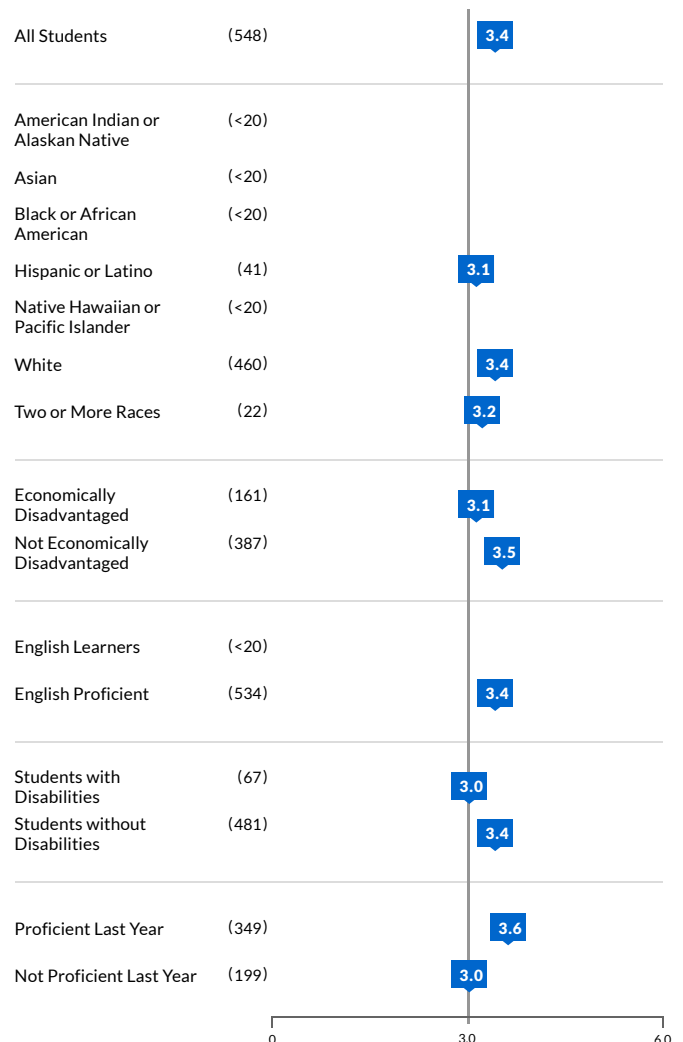 All Students (548) 3.4
American Indian or (<20)
Alaskan Native
Asian (<20)
Black or African (<20)
American
Hispanic or Latino (41) 3.1
Native Hawaiian or (<20)
Pacific Islander
White (460) 3.4
Two or More Races (22) 3.2
Economically (161) 3.1
Disadvantaged
Not Economically (387) 3.5
Disadvantaged
English Learners (<20)
English Proficient (534) 3.4
Students with (67) 3.0
Disabilities
Students without (481) 3.4
Disabilities
Proficient Last Year (349) 3.6
Not Proficient Last Year (199) 3.0
0 3.0 6.0